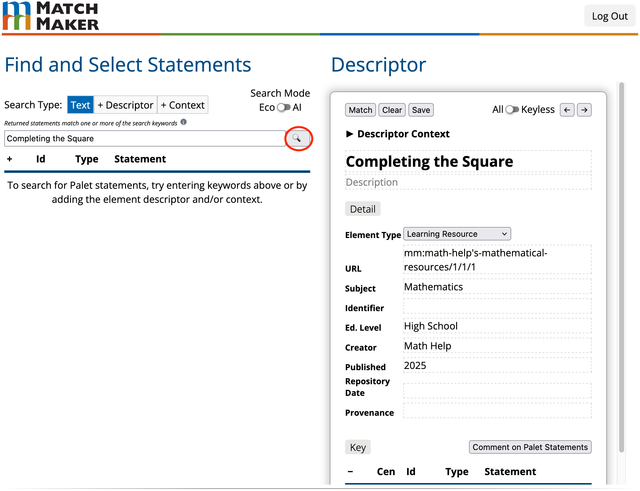 MATCH
MAKER
Log Out
Find and Select Statements
Search Mode
Search Type: Text + Descriptor + Context Eco AI
Returned statements match one or more of the search keywords
Completing the Square
+ Id Type Statement
To search for Palet statements, try entering keywords above or by
adding the element descriptor and/or context.
Descriptor
Match Clear Save All Keyless ← →
▶ Descriptor Context
Completing the Square
Description
Detail
Element Type Learning Resource
URL mm:math-help's-mathematical-
resources/1/1/1
Subject Mathematics
Identifier
Ed. Level High School
Creator Math Help
Published 2025
Repository
Date
Provenance
Key Comment on Palet Statements
− Cen Id Type Statement